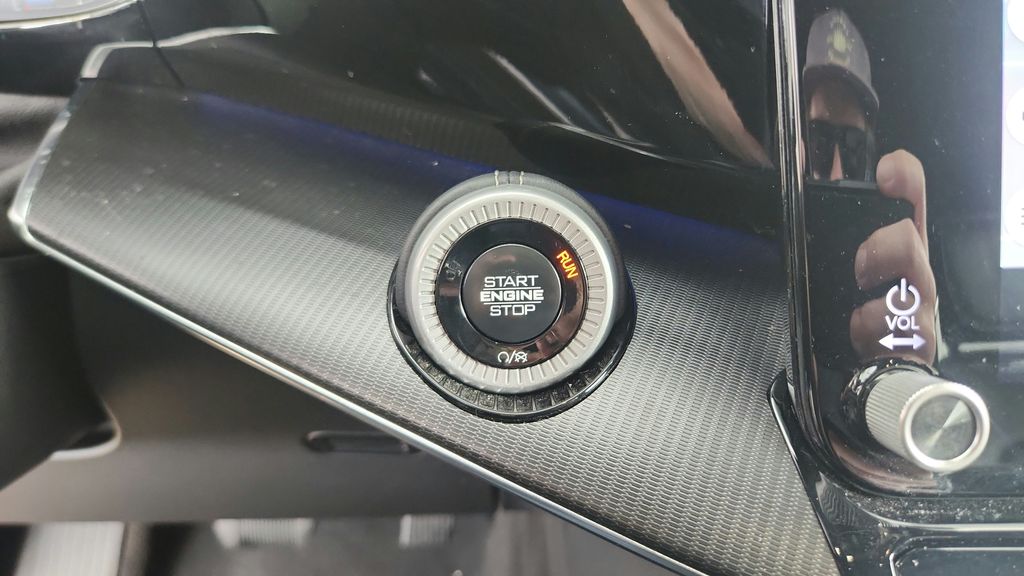 START
ENGINE
STOP
RUN
VOL